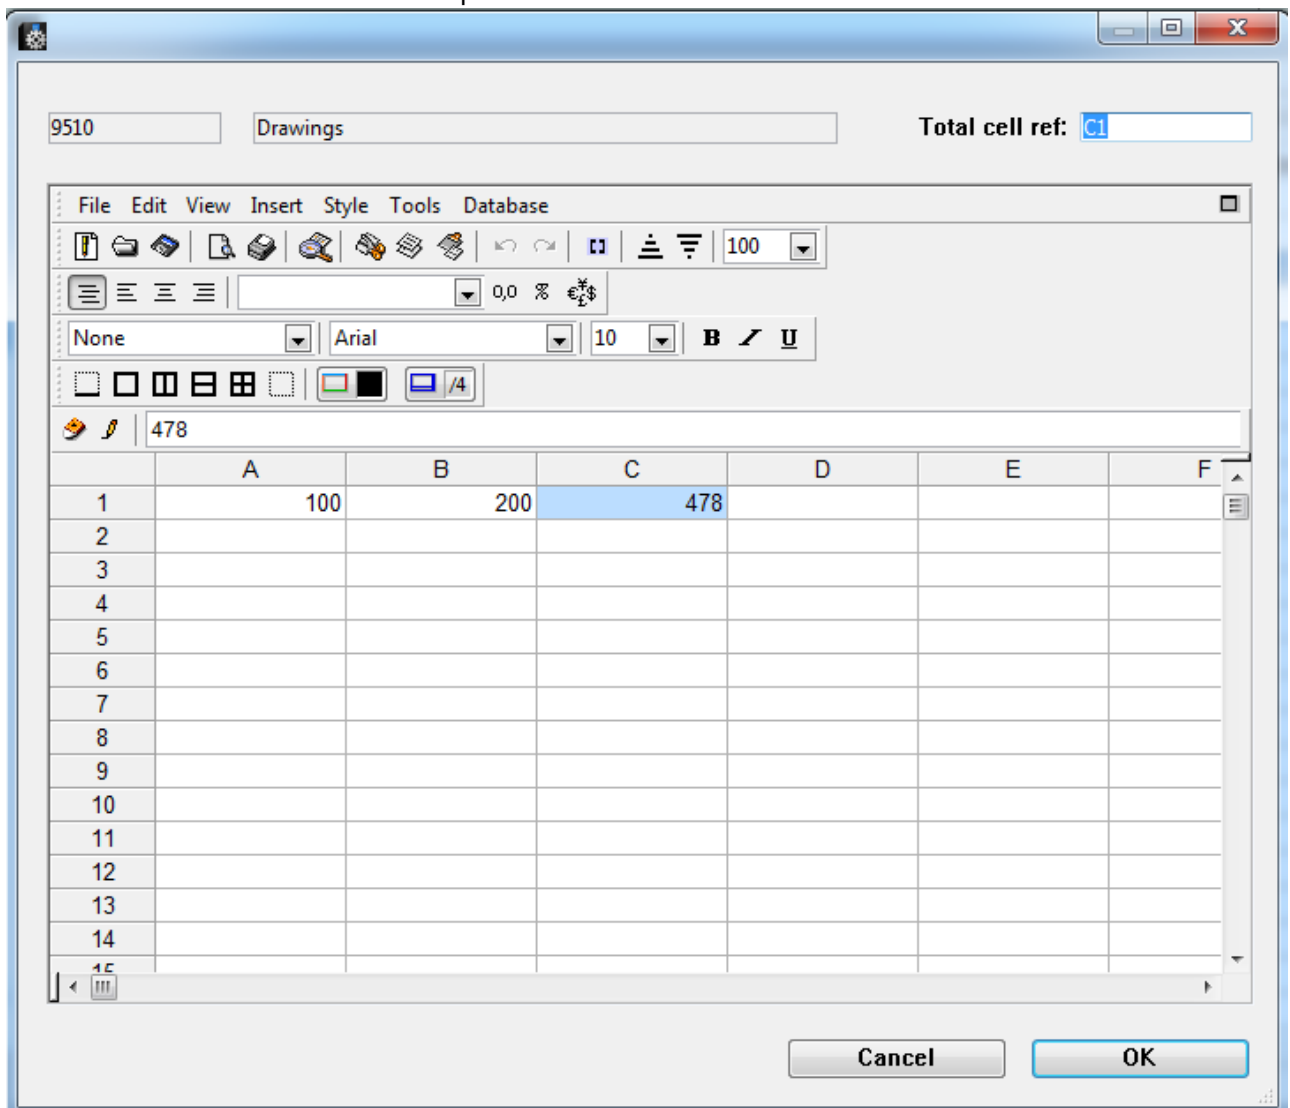 9510 Drawings Total cell ref: C1
File Edit View Insert Style Tools Database
100
0,0 % €¥£$
None Arial 10 B I U
/4
478
A B C D E F
1 100 200 478
2
3
4
5
6
7
8
9
10
11
12
13
14
15
Cancel OK